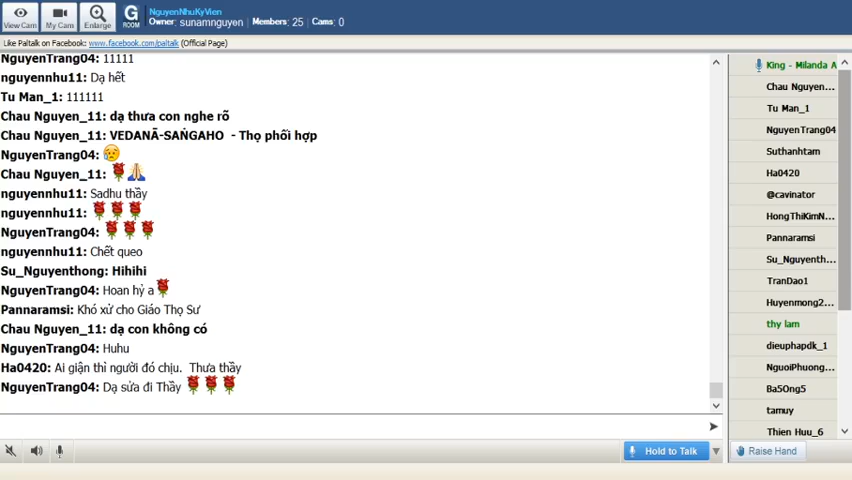 View Cam
My Cam
Enlarge
G
ROOM
NguyenNhuKyVien
Owner: sunamnguyen , Members: 25 Cams: 0
Like Paltalk on Facebook: www.facebook.com/paltalk (Official Page)
NguyenTrang04: 11111
nguyennhu11: Dạ hết
Tu Man_1: 111111
Chau Nguyen_11: dạ thưa con nghe rõ
Chau Nguyen_11: VEDANĀ-SAṄGAHO - Thọ phối hợp
NguyenTrang04:
Chau Nguyen_11:
nguyennhu11: Sadhu thầy
nguyennhu11:
NguyenTrang04:
nguyennhu11: Chết queo
Su_Nguyenthong: Hihihi
NguyenTrang04: Hoan hỷ a
Pannaramsi: Khó xử cho Giáo Thọ Sư
Chau Nguyen_11: dạ con không có
NguyenTrang04: Huhu
Ha0420: Ai giận thì người đó chịu. Thưa thầy
NguyenTrang04: Dạ sửa đi Thầy
Hold to Talk
King - Milanda A
Chau Nguyen...
Tu Man_1
NguyenTrang04
Suthanhtam
Ha0420
@cavinator
HongThiKimN...
Pannaramsi
Su_Nguyenth...
TranDao1
Huyenmong2...
thy lam
dieuphapdk_1
NguoiPhuong...
Ba5Ong5
tamuy
Thien Huu_6
Raise Hand